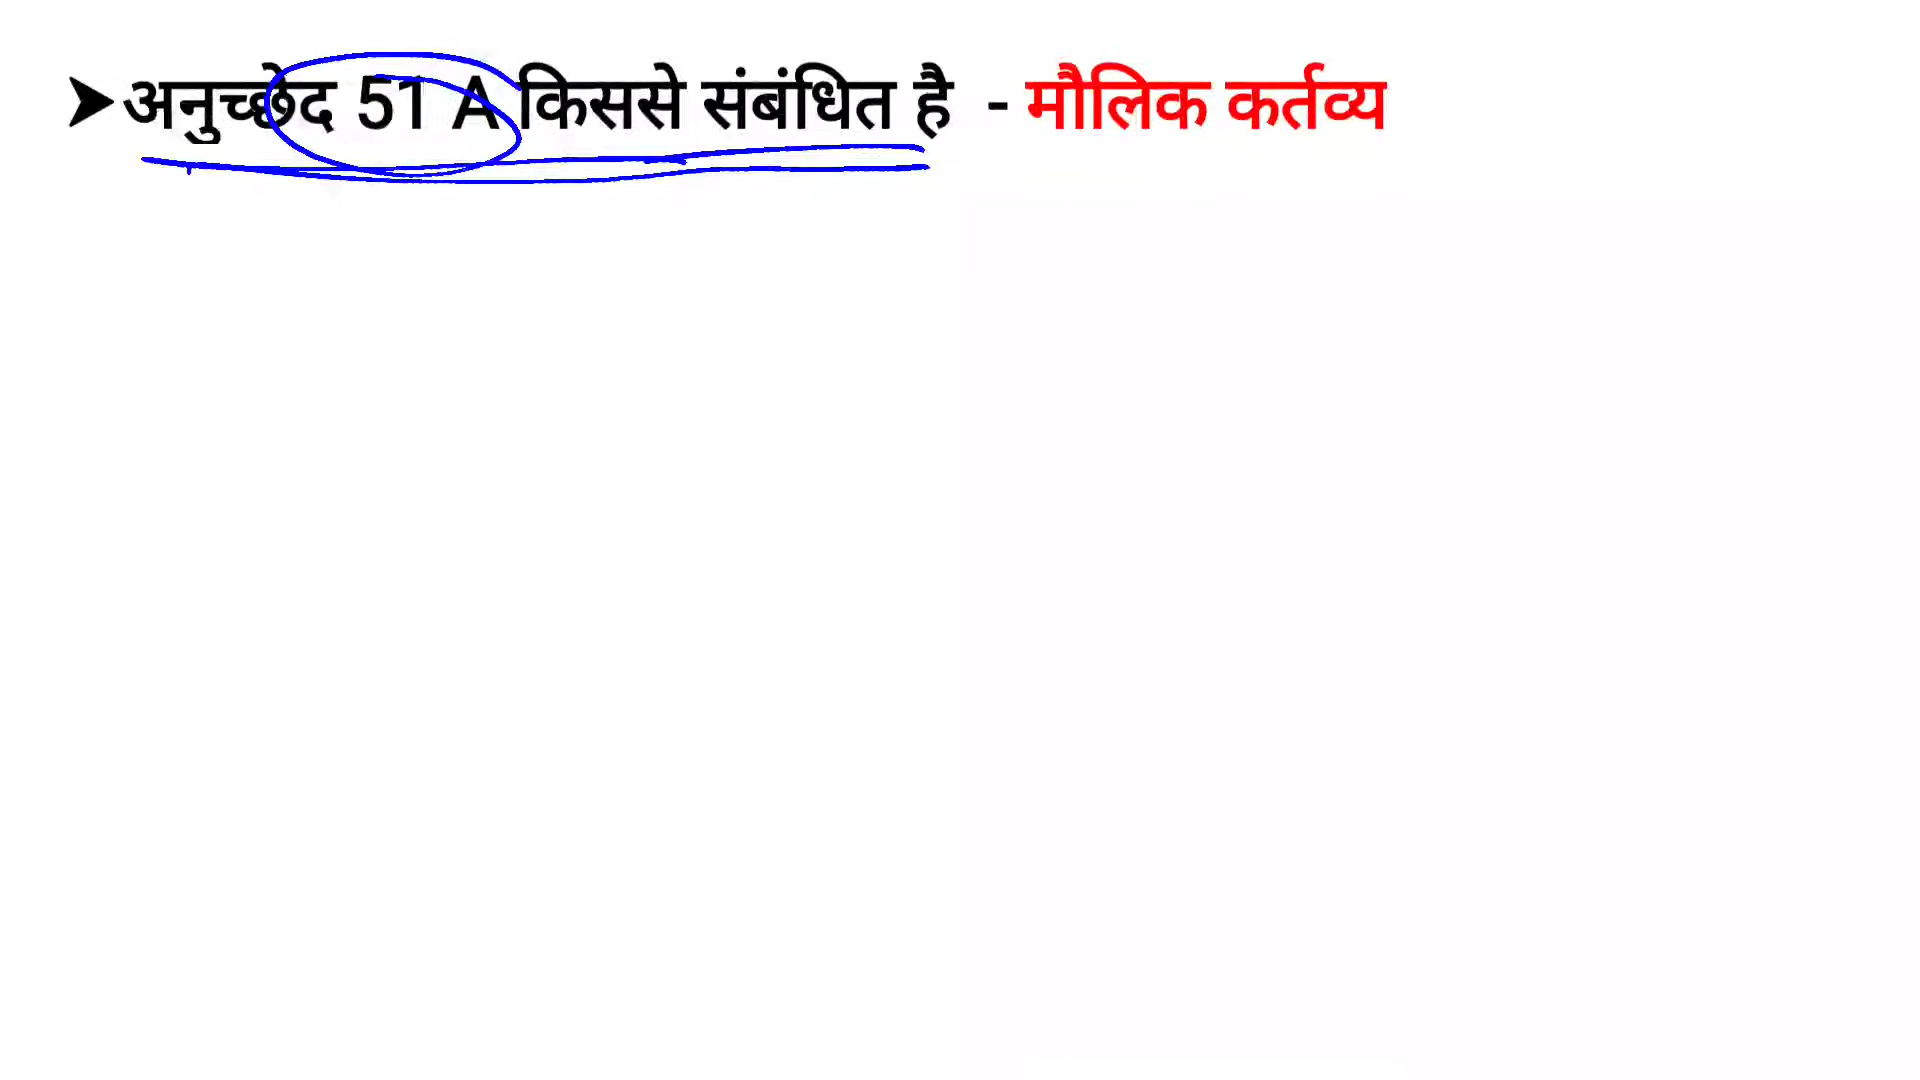 ➤अनुच्छेद 51 A किससे संबंधित है - मौलिक कर्तव्य